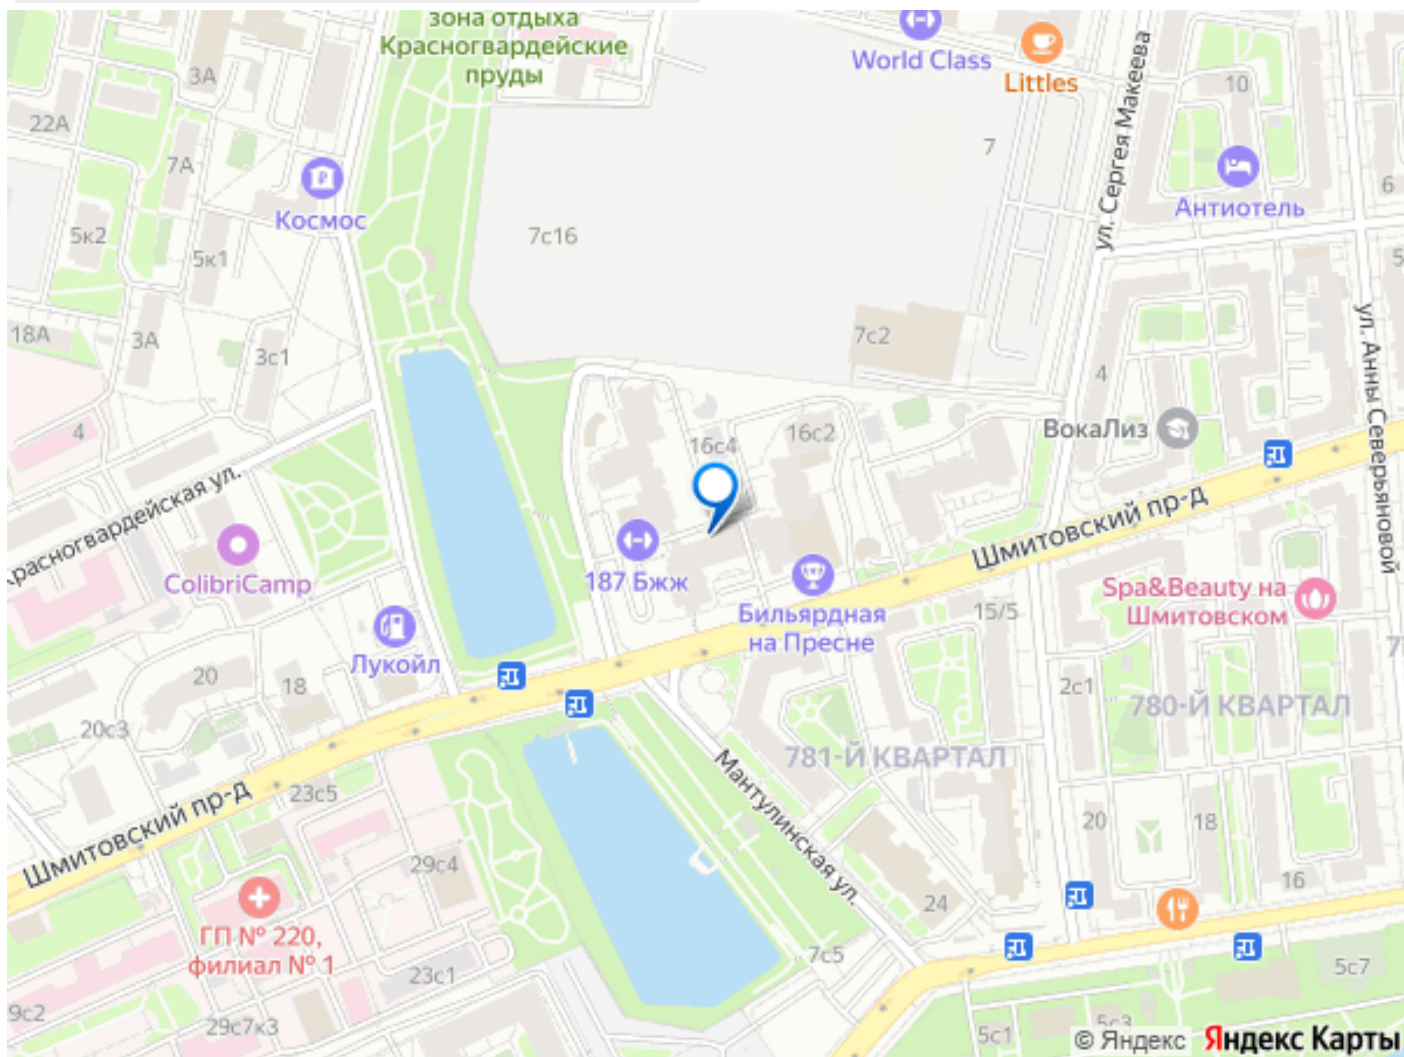 зона отдыха
Красногвардейские
пруды
World Class
Littles
ул. Сергея Макеева
10
3А
22А
7А
7
6
Космос
Антиотель
5к2
5к1
7с16
5
18А
3А
3с1
7с2
4
ул. Анны Северьяновой
4
16с4
16с2
ВокаЛиз
Красногвардейская ул.
Шмитовский пр-д
ColibriCamp
187 Бжж
Бильярдная
на Пресне
15/5
Spa&Beauty на
Шмитовском
Лукойл
20
18
2с1
780-Й КВАРТАЛ
20с3
781-Й КВАРТАЛ
Мантулинская ул.
Шмитовский пр-д
23с5
20
18
29с4
16
24
ГП № 220,
филиал № 1
23с1
7с5
5с7
9с2
29с7к3
5с1
5с3
© Яндекс Яндекс Карты